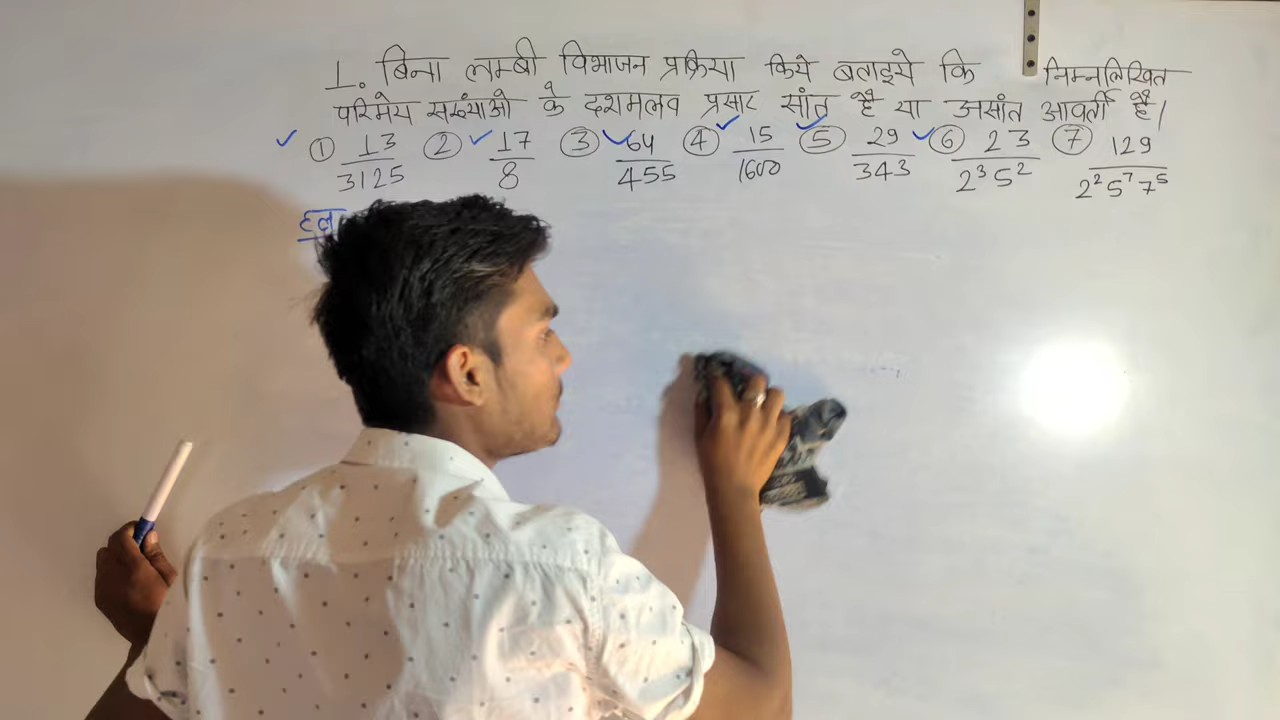 1. बिना लम्बी विभाजन प्रक्रिया किये बताइये कि निम्नलिखित
परिमेय संख्याओ के दशमलव प्रसार सांत है या असांत आवर्ती है।
① 13/3125 ② 17/8 ③ 64/455 ④ 15/1600 ⑤ 29/343 ⑥ 23/2³5² ⑦ 129/2²5⁷7⁵
हल